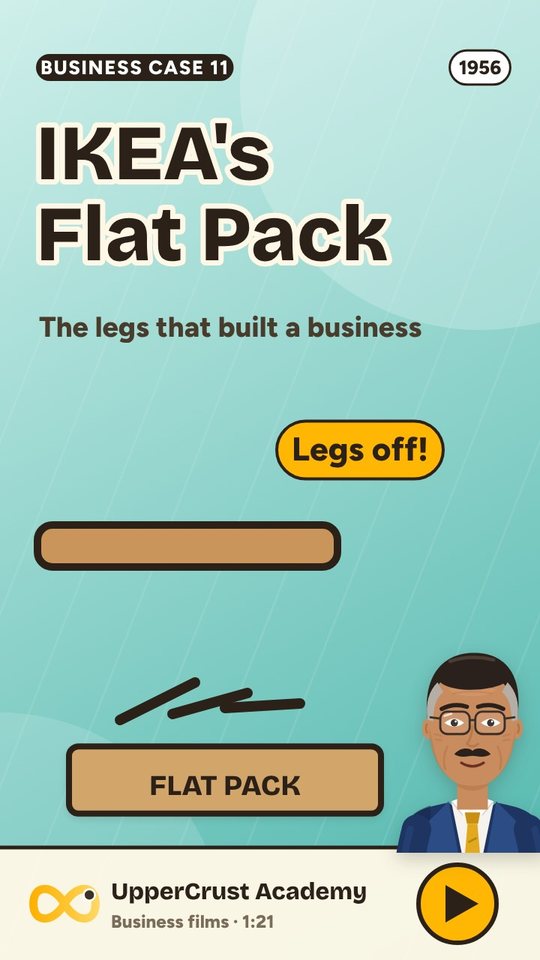 BUSINESS CASE 11
1956
IKEA's
Flat Pack
The legs that built a business
Legs off!
FLAT PACK
UpperCrust Academy
Business films · 1:21